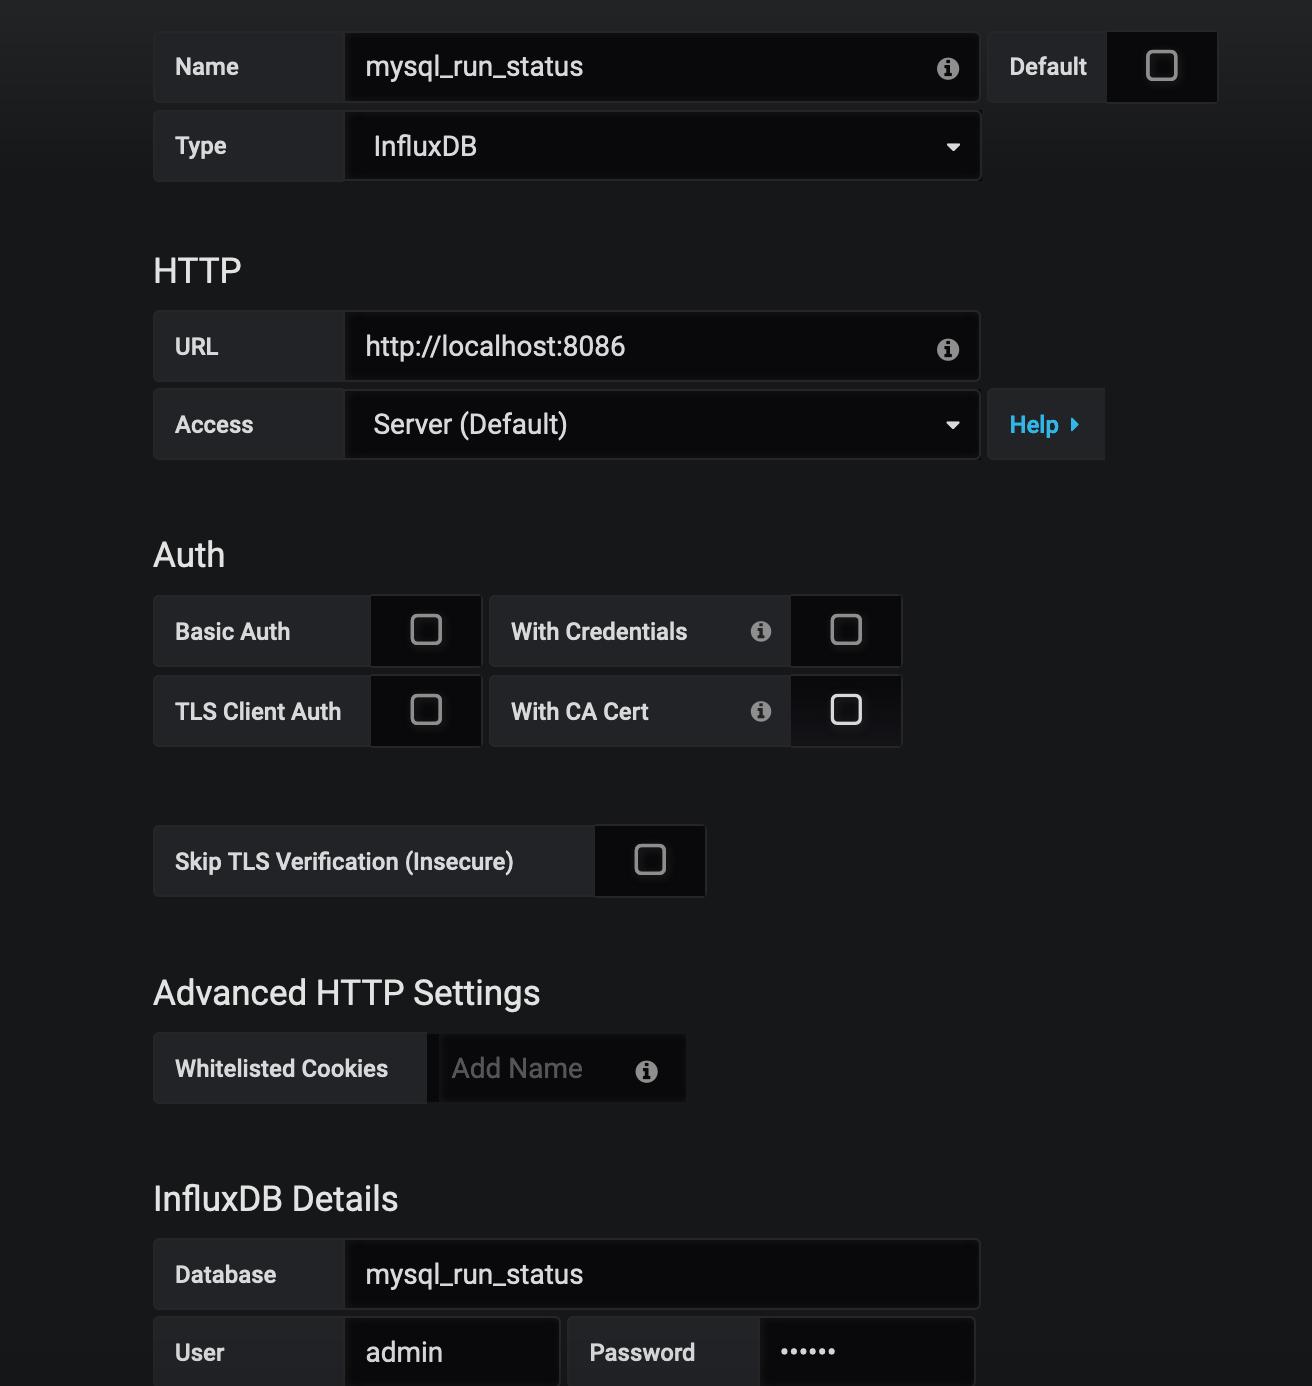 Name mysql_run_status Default
Type InfluxDB
HTTP
URL http://localhost:8086
Access Server (Default) Help
Auth
Basic Auth With Credentials
TLS Client Auth With CA Cert
Skip TLS Verification (Insecure)
Advanced HTTP Settings
Whitelisted Cookies Add Name
InfluxDB Details
Database mysql_run_status
User admin Password ••••••